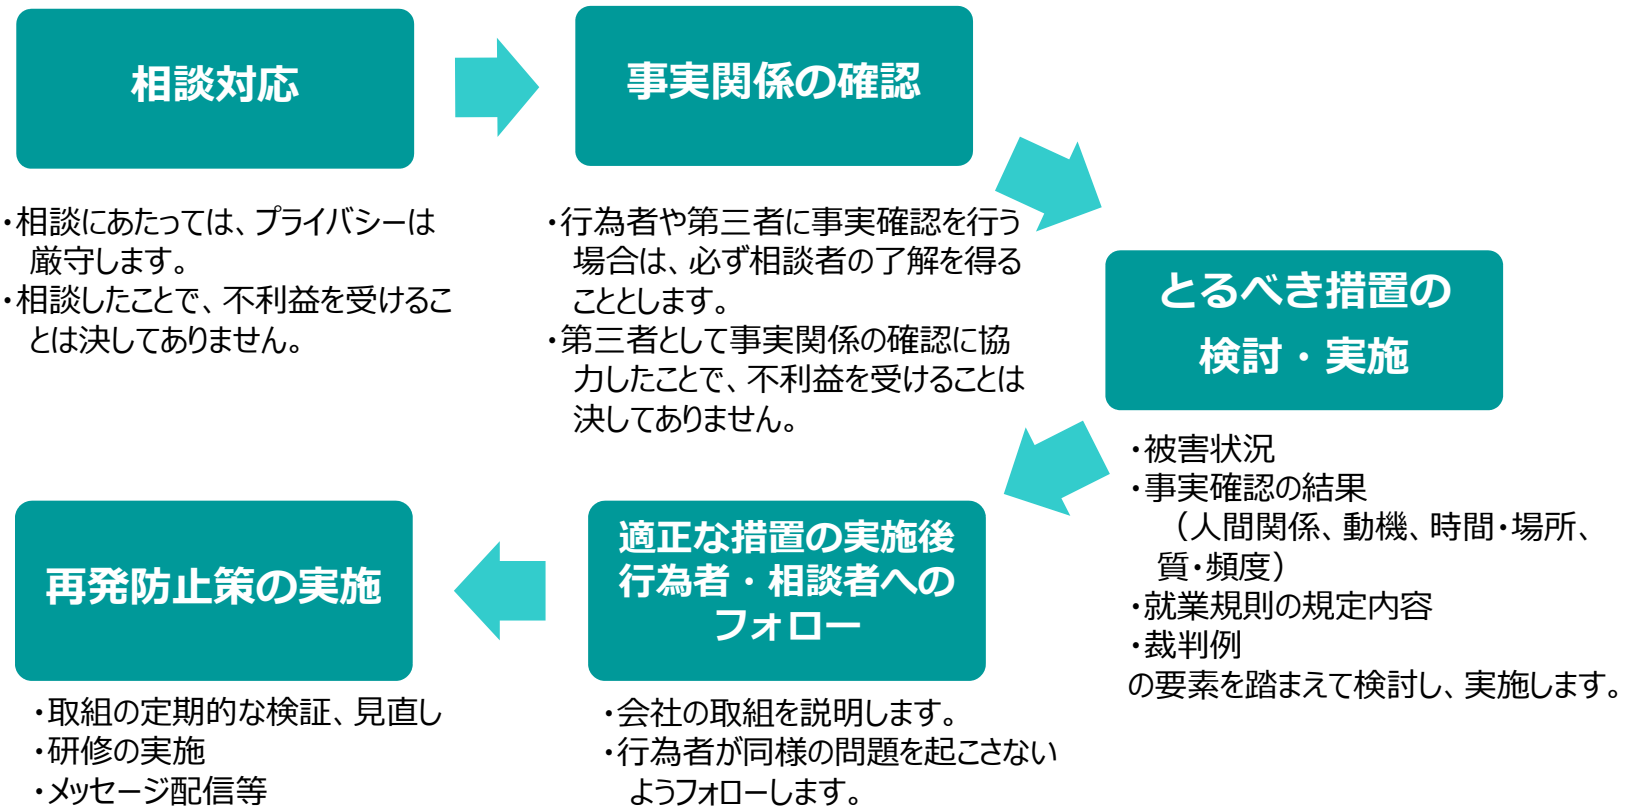 相談対応
・相談にあたっては、プライバシーは
厳守します。
・相談したことで、不利益を受けるこ
とは決してありません。
事実関係の確認
・行為者や第三者に事実確認を行う
場合は、必ず相談者の了解を得る
こととします。
・第三者として事実関係の確認に協
力したことで、不利益を受けることは
決してありません。
とるべき措置の
検討・実施
・被害状況
・事実確認の結果
（人間関係、動機、時間・場所、
質・頻度）
・就業規則の規定内容
・裁判例
の要素を踏まえて検討し、実施します。
適正な措置の実施後
行為者・相談者への
フォロー
・会社の取組を説明します。
・行為者が同様の問題を起こさない
ようフォローします。
再発防止策の実施
・取組の定期的な検証、見直し
・研修の実施
・メッセージ配信等